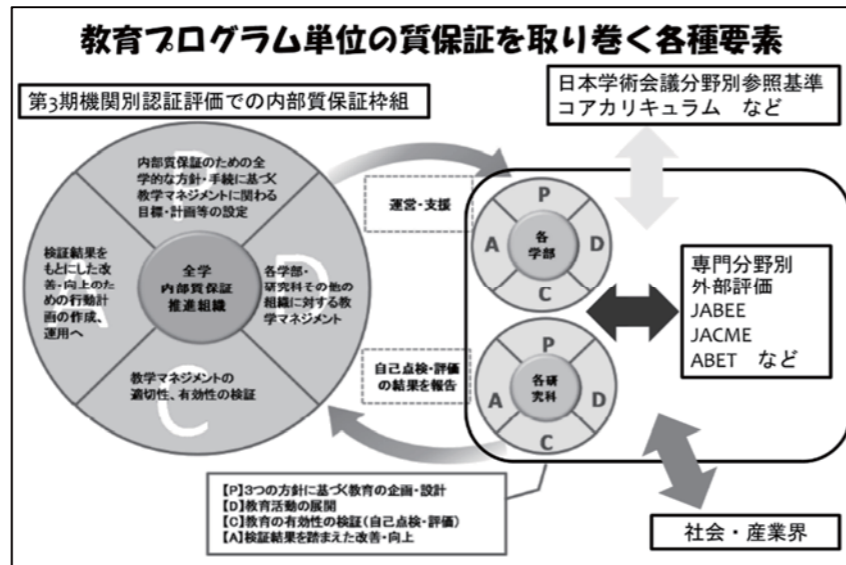 教育プログラム単位の質保証を取り巻く各種要素
第3期機関別認証評価での内部質保証枠組
日本学術会議分野別参照基準
コアカリキュラム など
P
内部質保証のための全
学的な方針・手続に基づく
教学マネジメントに関わる
目標・計画等の設定
A
検証結果を
もとにした改
善・向上のた
めの行動計
画の作成、
運用へ
全学
内部質保証
推進組織
D
各学部・
研究科その他の
組織に対する教
学マネジメント
C
教学マネジメントの
適切性、有効性の検証
運営・支援
自己点検・評価
の結果を報告
P
A
各
学部
D
C
P
A
各研
究科
D
C
専門分野別
外部評価
JABEE
JACME
ABET など
【P】3つの方針に基づく教育の企画・設計
【D】教育活動の展開
【C】教育の有効性の検証(自己点検・評価)
【A】検証結果を踏まえた改善・向上
社会・産業界